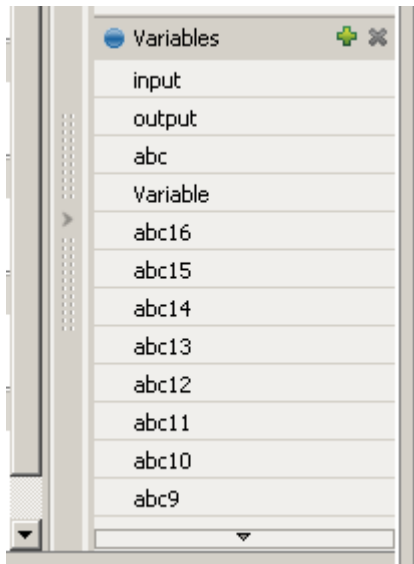 Variables
input
output
abc
Variable
abc16
abc15
abc14
abc13
abc12
abc11
abc10
abc9